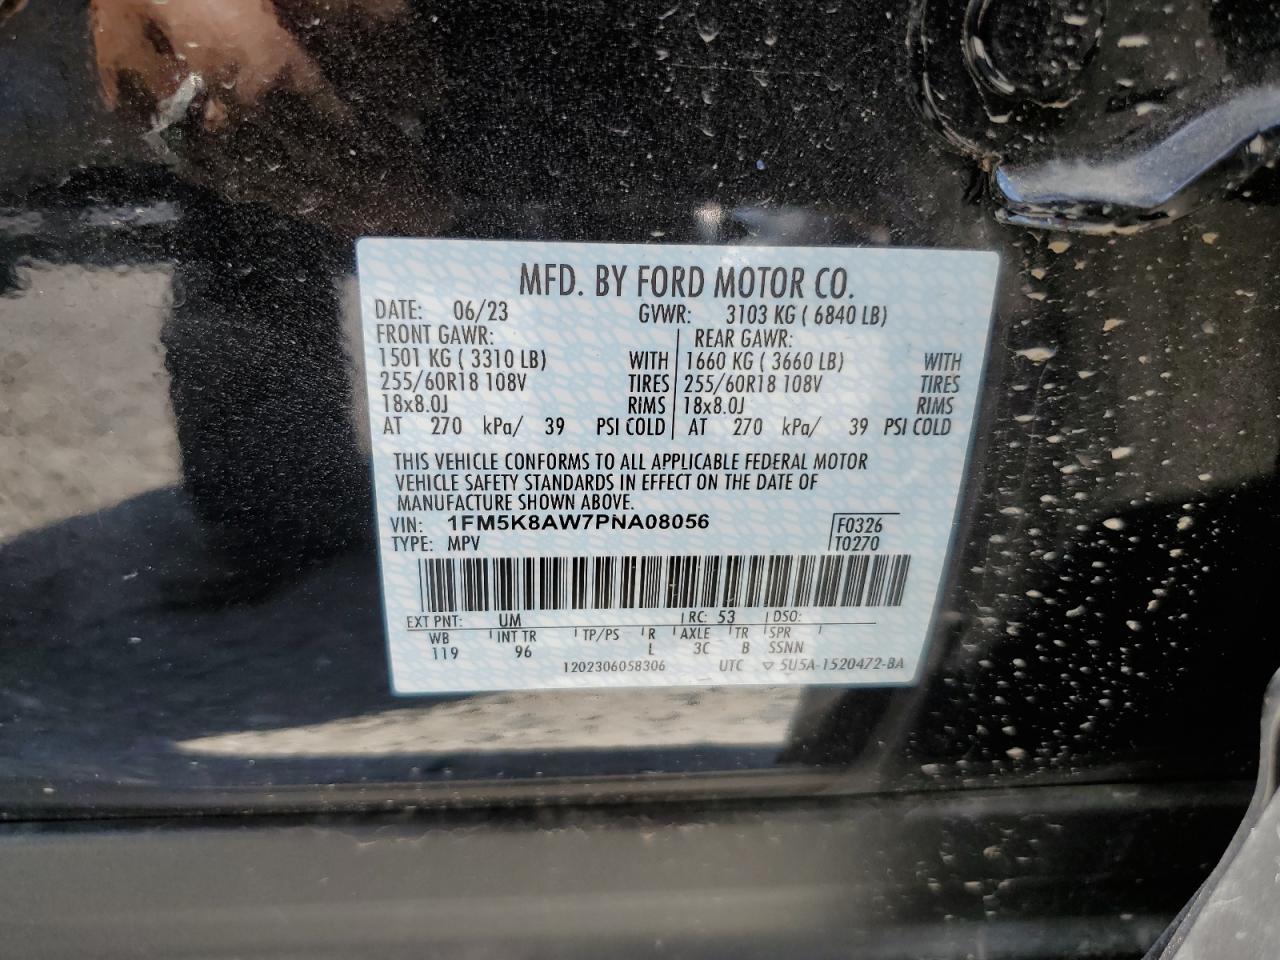 MFD. BY FORD MOTOR CO.
DATE: 06/23 GVWR: 3103 KG ( 6840 LB)
FRONT GAWR: REAR GAWR:
1501 KG ( 3310 LB) WITH 1660 KG ( 3660 LB) WITH
255/60R18 108V TIRES 255/60R18 108V TIRES
18x8.0J RIMS 18x8.0J RIMS
AT 270 kPa/ 39 PSI COLD AT 270 kPa/ 39 PSI COLD
THIS VEHICLE CONFORMS TO ALL APPLICABLE FEDERAL MOTOR
VEHICLE SAFETY STANDARDS IN EFFECT ON THE DATE OF
MANUFACTURE SHOWN ABOVE.
VIN: 1FM5K8AW7PNA08056 F0326
TYPE: MPV T0270
EXT PNT: UM RC: 53 DSO:
WB INT TR TP/PS R AXLE TR SPR
119 96 L 3C B SSNN
1202306058306 UTC ▽ 5U5A-1520472-BA